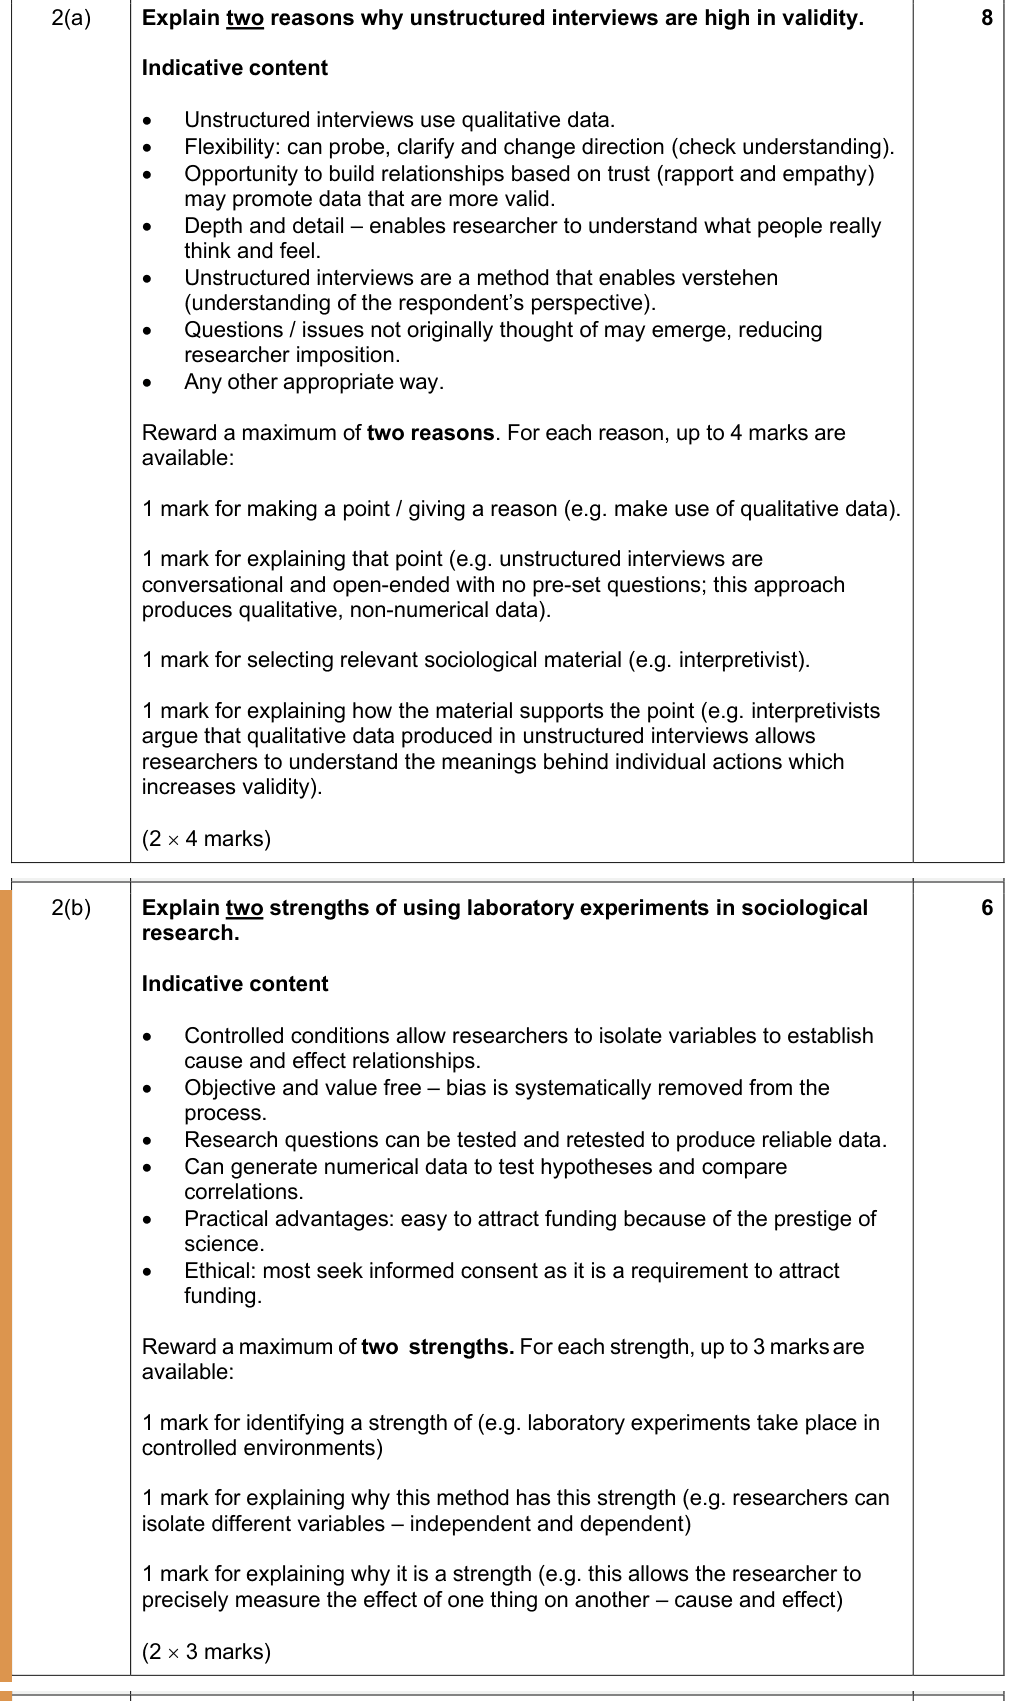 2(a) Explain two reasons why unstructured interviews are high in validity. 8
Indicative content
• Unstructured interviews use qualitative data.
• Flexibility: can probe, clarify and change direction (check understanding).
• Opportunity to build relationships based on trust (rapport and empathy)
may promote data that are more valid.
• Depth and detail – enables researcher to understand what people really
think and feel.
• Unstructured interviews are a method that enables verstehen
(understanding of the respondent’s perspective).
• Questions / issues not originally thought of may emerge, reducing
researcher imposition.
• Any other appropriate way.
Reward a maximum of two reasons. For each reason, up to 4 marks are
available:
1 mark for making a point / giving a reason (e.g. make use of qualitative data).
1 mark for explaining that point (e.g. unstructured interviews are
conversational and open-ended with no pre-set questions; this approach
produces qualitative, non-numerical data).
1 mark for selecting relevant sociological material (e.g. interpretivist).
1 mark for explaining how the material supports the point (e.g. interpretivists
argue that qualitative data produced in unstructured interviews allows
researchers to understand the meanings behind individual actions which
increases validity).
(2 × 4 marks)
2(b) Explain two strengths of using laboratory experiments in sociological 6
research.
Indicative content
• Controlled conditions allow researchers to isolate variables to establish
cause and effect relationships.
• Objective and value free – bias is systematically removed from the
process.
• Research questions can be tested and retested to produce reliable data.
• Can generate numerical data to test hypotheses and compare
correlations.
• Practical advantages: easy to attract funding because of the prestige of
science.
• Ethical: most seek informed consent as it is a requirement to attract
funding.
Reward a maximum of two strengths. For each strength, up to 3 marks are
available:
1 mark for identifying a strength of (e.g. laboratory experiments take place in
controlled environments)
1 mark for explaining why this method has this strength (e.g. researchers can
isolate different variables – independent and dependent)
1 mark for explaining why it is a strength (e.g. this allows the researcher to
precisely measure the effect of one thing on another – cause and effect)
(2 × 3 marks)